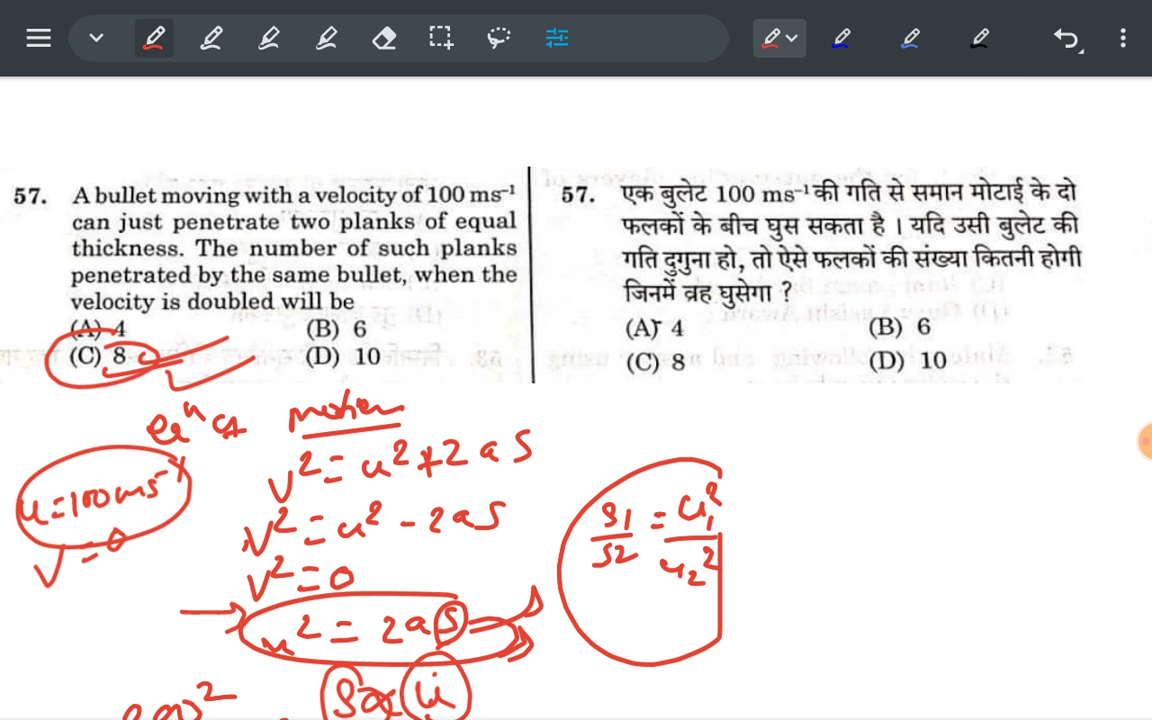 57. A bullet moving with a velocity of 100 ms⁻¹
can just penetrate two planks of equal
thickness. The number of such planks
penetrated by the same bullet, when the
velocity is doubled will be
(A) 4 (B) 6
(C) 8 (D) 10
57. एक बुलेट 100 ms⁻¹ की गति से समान मोटाई के दो
फलकों के बीच घुस सकता है । यदि उसी बुलेट की
गति दुगुना हो, तो ऐसे फलकों की संख्या कितनी होगी
जिनमें व्रह घुसेगा ?
(A) 4 (B) 6
(C) 8 (D) 10
eqⁿ of motion
u=100ms⁻¹
V=0
V²=u²+2aS
V²=u²-2aS
V²=0
u²=2aS
S1/S2 = u₁²/u₂²